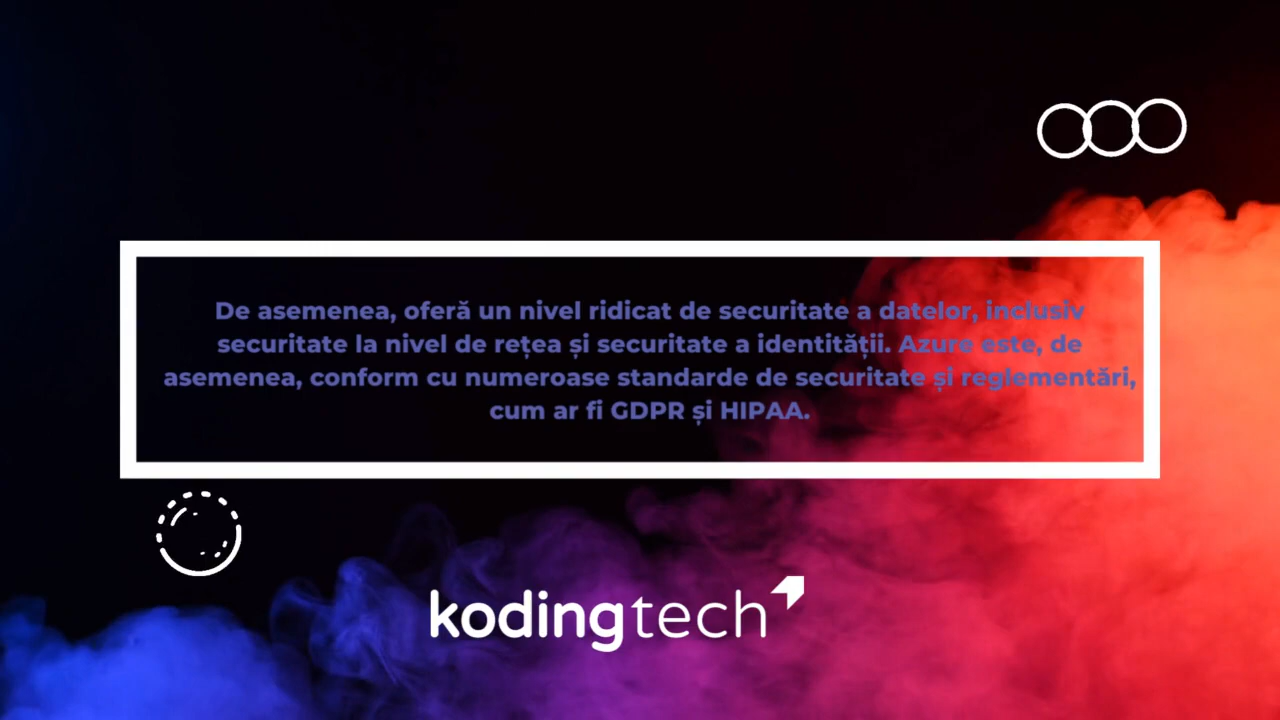 De asemenea, oferă un nivel ridicat de securitate a datelor, inclusiv
securitate la nivel de rețea și securitate a identității. Azure este, de
asemenea, conform cu numeroase standarde de securitate și reglementări,
cum ar fi GDPR și HIPAA.
kodingtech